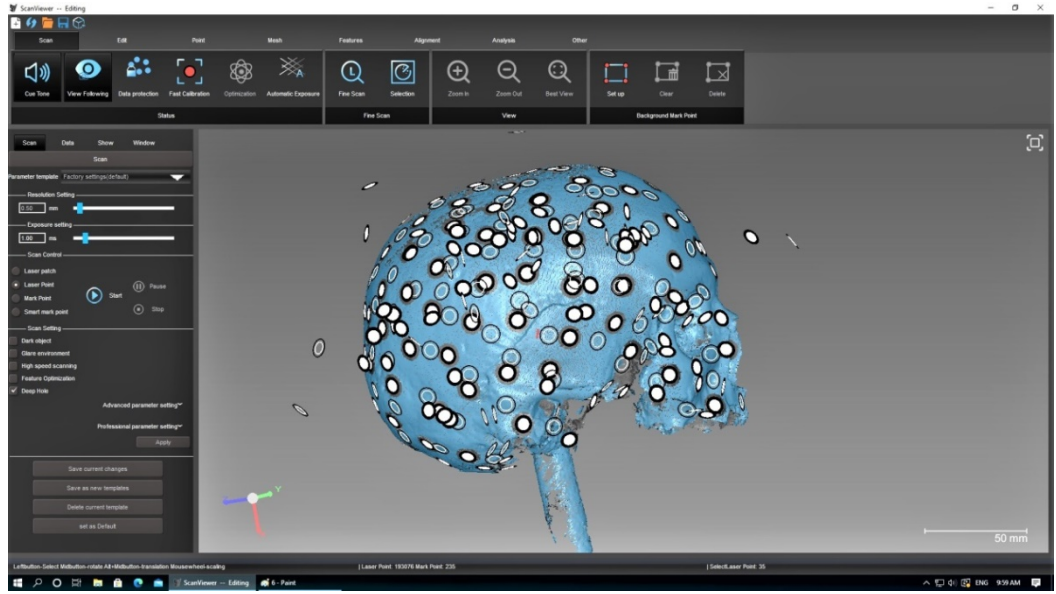 ScanViewer -- Editing
Scan Edit Point Mesh Features Alignment Analysis Other
Cue Tone View Following Data protection Fast Calibration Optimization Automatic Exposure Fine Scan Selection Zoom In Zoom Out Best View Set up Clear Delete
Status Fine Scan View Background Mark Point
Scan Data Show Window
Scan
Parameter template Factory settings(default)
Resolution Setting
0.50 mm
Exposure setting
1.00 ms
Scan Control
Laser patch
Laser Point
Mark Point
Smart mark point
Start
Pause
Stop
Scan Setting
Dark object
Glare environment
High speed scanning
Feature Optimization
Deep Hole
Advanced parameter setting
Professional parameter setting
Apply
Save current changes
Save as new templates
Delete current template
set as Default
Y
50 mm
Leftbutton-Select Midbutton-rotate Alt+Midbutton-translation Mousewheel-scaling | Laser Point: 193076 Mark Point: 235 | SelectLaser Point: 35
ScanViewer -- Editing 6 - Paint ENG 9:59 AM